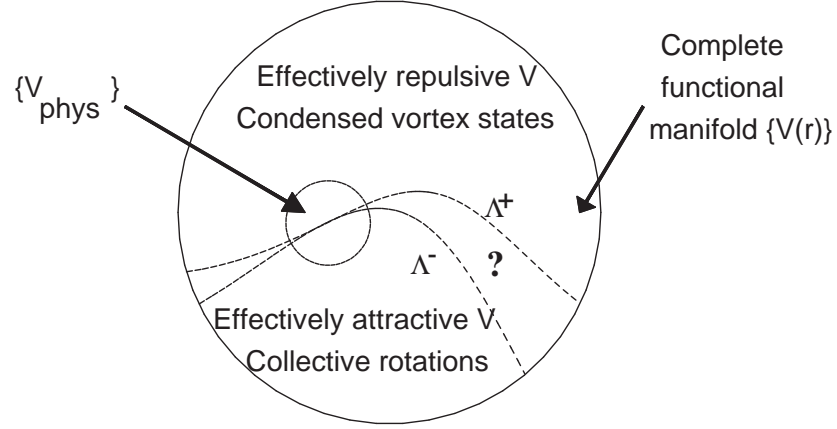 {V
phys
}
Effectively repulsive V
Condensed vortex states
Complete
functional
manifold {V(r)}
Λ+
Λ-
?
Effectively attractive V
Collective rotations